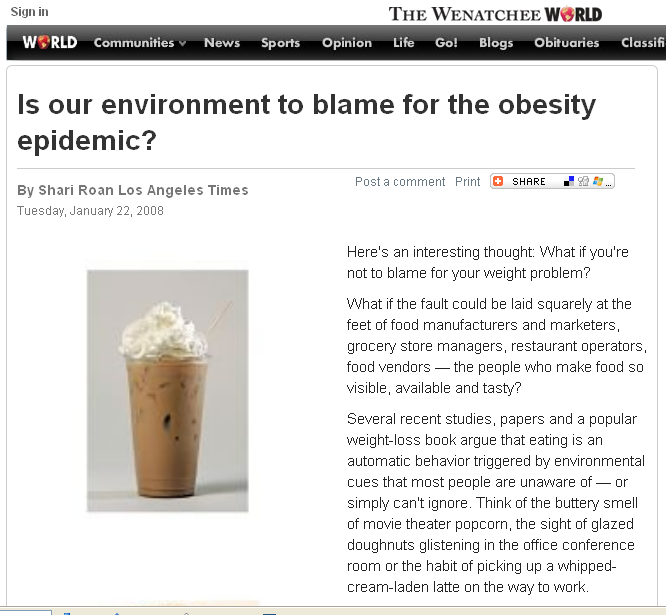 Sign in
THE WENATCHEE WORLD
WORLD Communities News Sports Opinion Life Go! Blogs Obituaries Classifi
Is our environment to blame for the obesity
epidemic?
By Shari Roan Los Angeles Times
Post a comment Print SHARE ...
Tuesday, January 22, 2008
Here's an interesting thought: What if you're
not to blame for your weight problem?
What if the fault could be laid squarely at the
feet of food manufacturers and marketers,
grocery store managers, restaurant operators,
food vendors — the people who make food so
visible, available and tasty?
Several recent studies, papers and a popular
weight-loss book argue that eating is an
automatic behavior triggered by environmental
cues that most people are unaware of — or
simply can't ignore. Think of the buttery smell
of movie theater popcorn, the sight of glazed
doughnuts glistening in the office conference
room or the habit of picking up a whipped-
cream-laden latte on the way to work.